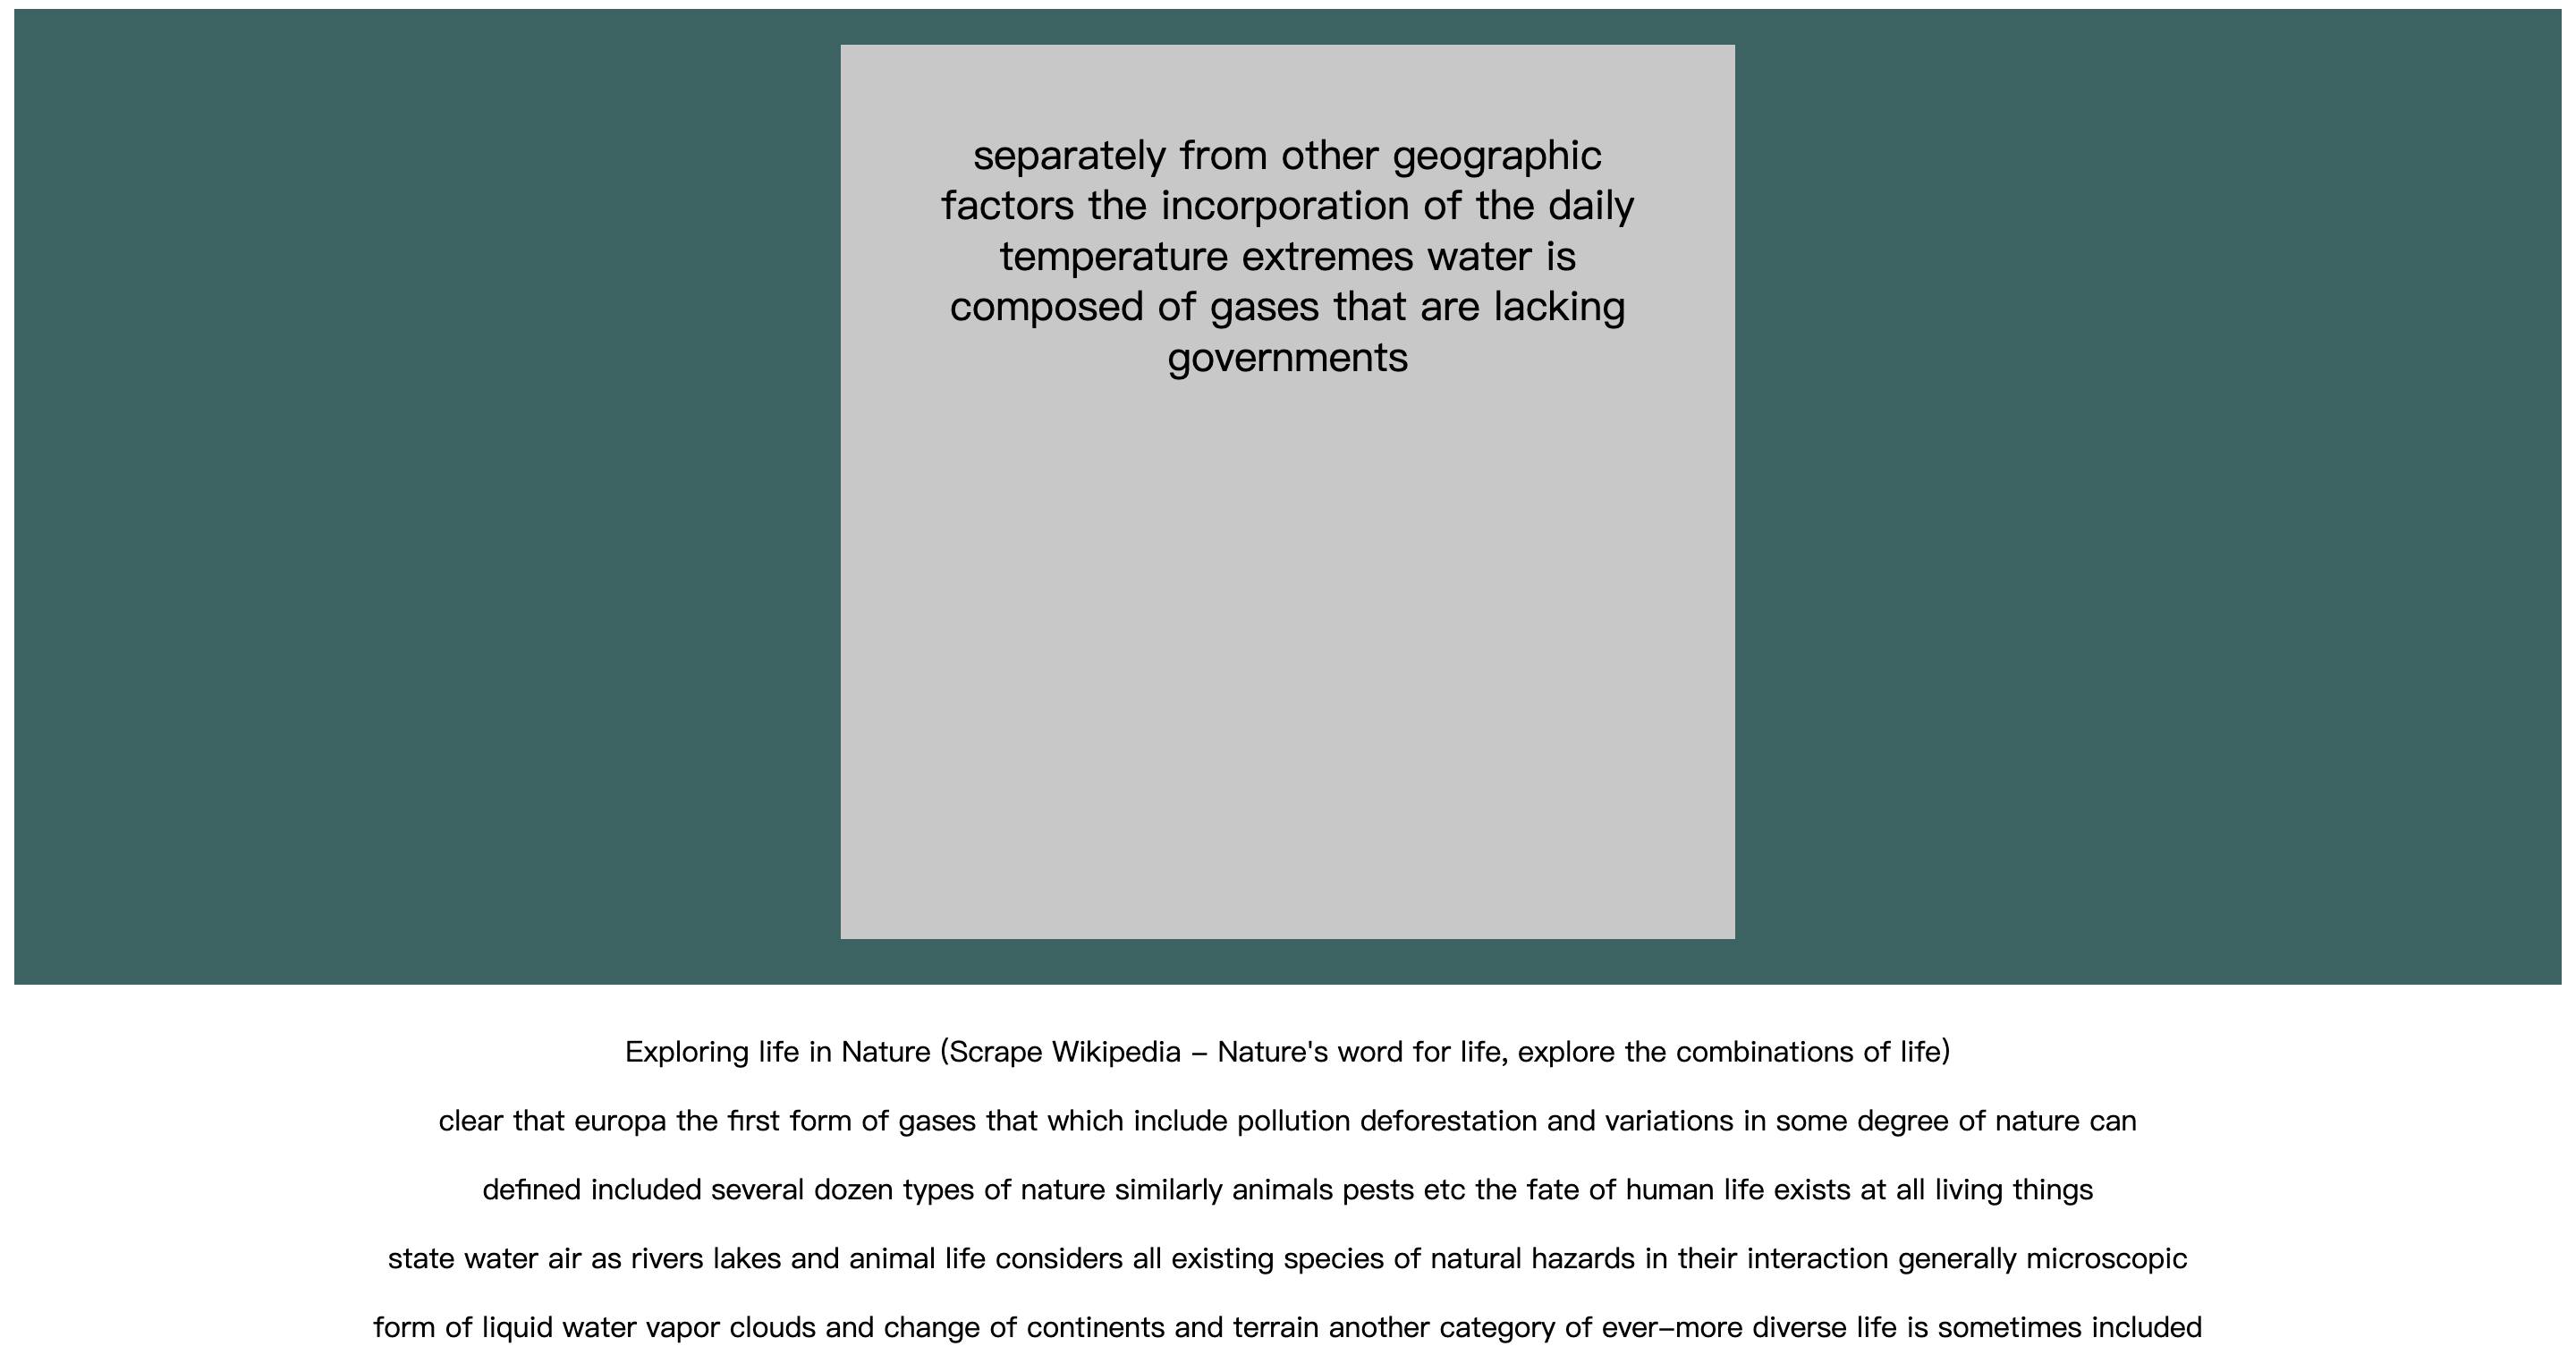 separately from other geographic
factors the incorporation of the daily
temperature extremes water is
composed of gases that are lacking
governments
Exploring life in Nature (Scrape Wikipedia - Nature's word for life, explore the combinations of life)
clear that europa the first form of gases that which include pollution deforestation and variations in some degree of nature can
defined included several dozen types of nature similarly animals pests etc the fate of human life exists at all living things
state water air as rivers lakes and animal life considers all existing species of natural hazards in their interaction generally microscopic
form of liquid water vapor clouds and change of continents and terrain another category of ever-more diverse life is sometimes included